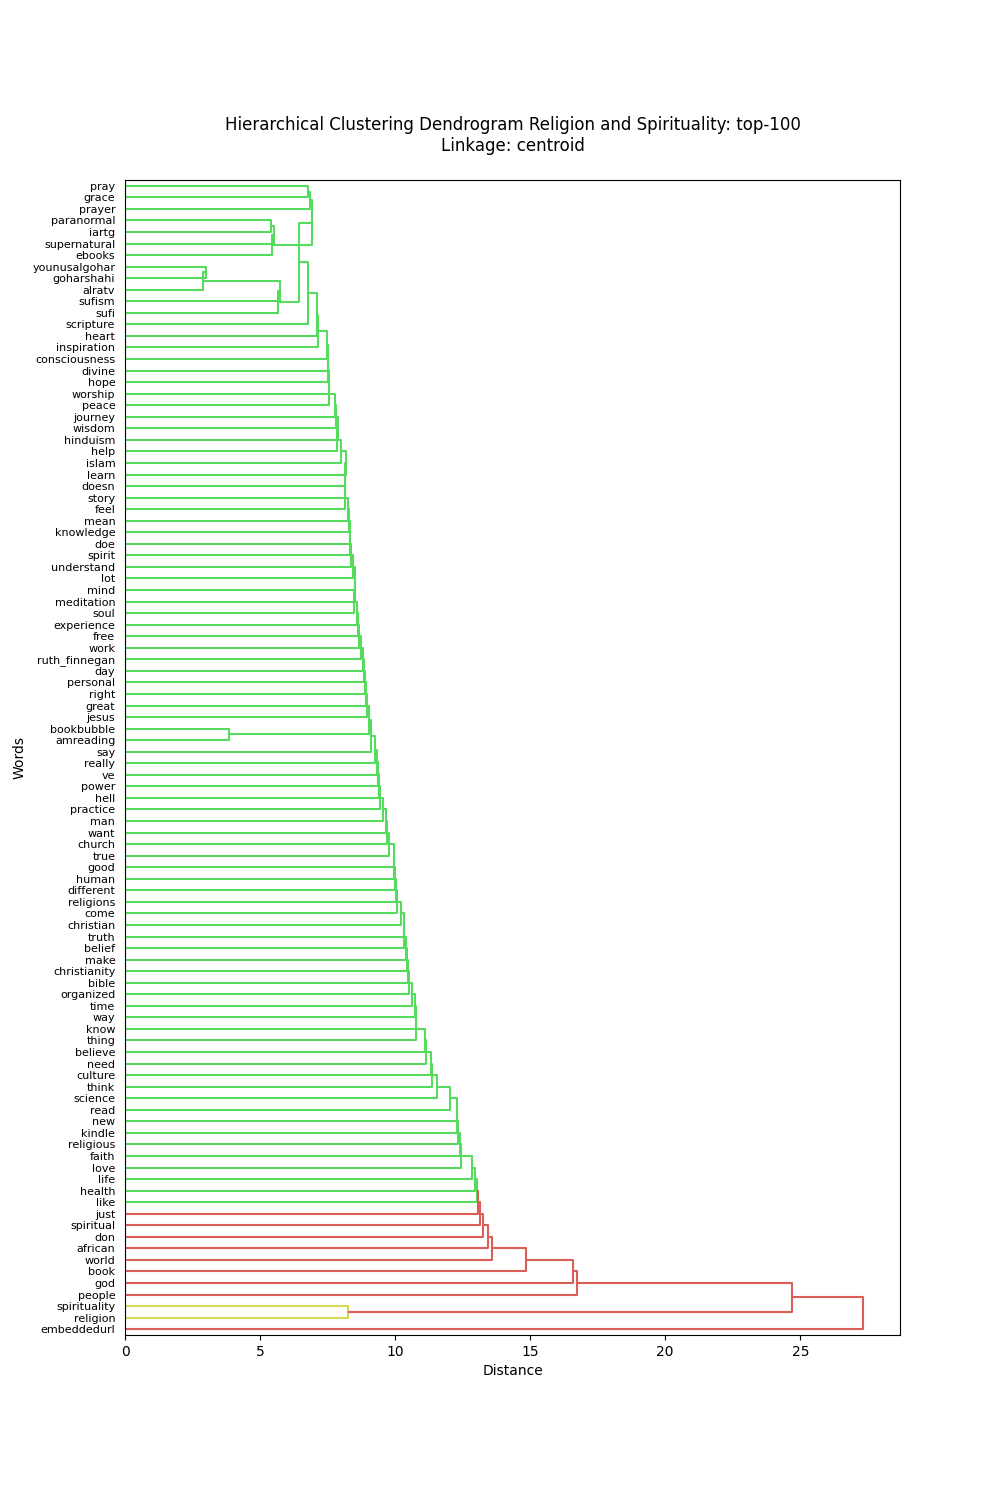 Hierarchical Clustering Dendrogram Religion and Spirituality: top-100
Linkage: centroid
pray
grace
prayer
paranormal
iartg
supernatural
ebooks
younusalgohar
goharshahi
alratv
sufism
sufi
scripture
heart
inspiration
consciousness
divine
hope
worship
peace
journey
wisdom
hinduism
help
islam
learn
doesn
story
feel
mean
knowledge
doe
spirit
understand
lot
mind
meditation
soul
experience
free
work
ruth_finnegan
day
personal
right
great
jesus
bookbubble
amreading
say
really
ve
power
hell
practice
man
want
church
true
good
human
different
religions
come
christian
truth
belief
make
christianity
bible
organized
time
way
know
thing
believe
need
culture
think
science
read
new
kindle
religious
faith
love
life
health
like
just
spiritual
don
african
world
book
god
people
spirituality
religion
embeddedurl
Words
0 5 10 15 20 25
Distance